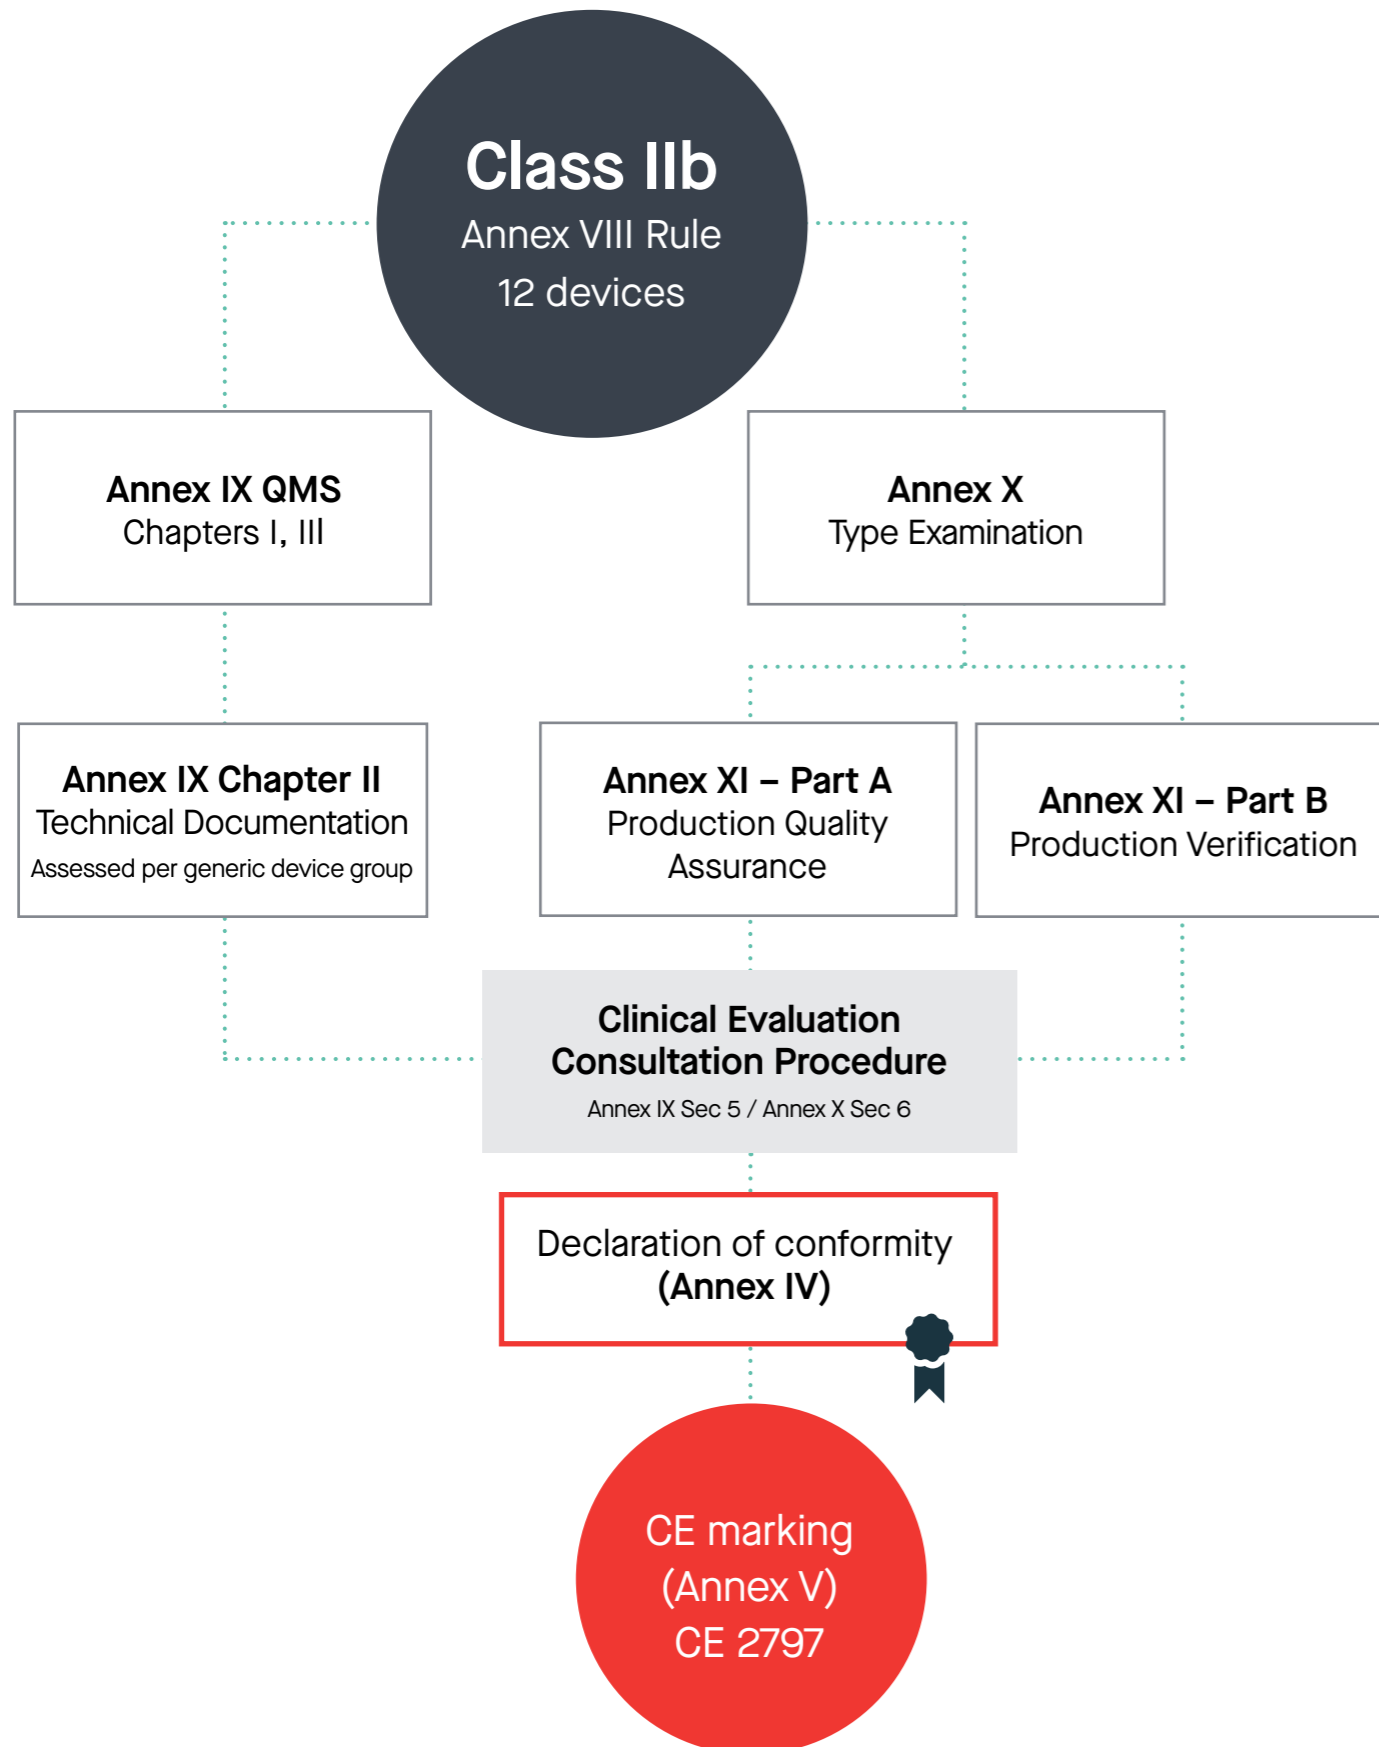 Class IIb
Annex VIII Rule
12 devices
Annex IX QMS
Chapters I, III
Annex X
Type Examination
Annex IX Chapter II
Technical Documentation
Assessed per generic device group
Annex XI – Part A
Production Quality
Assurance
Annex XI – Part B
Production Verification
Clinical Evaluation
Consultation Procedure
Annex IX Sec 5 / Annex X Sec 6
Declaration of conformity
(Annex IV)
CE marking
(Annex V)
CE 2797